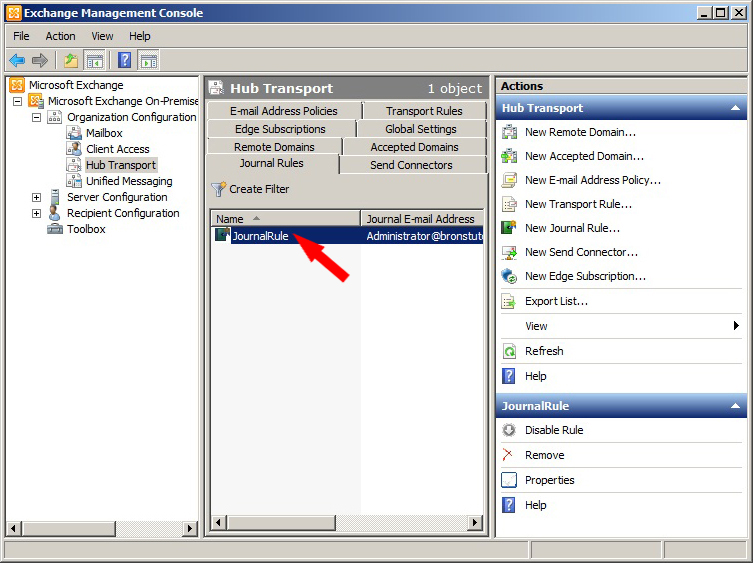 Exchange Management Console
File Action View Help
Microsoft Exchange
Microsoft Exchange On-Premise
Organization Configuration
Mailbox
Client Access
Hub Transport
Unified Messaging
Server Configuration
Recipient Configuration
Toolbox
Hub Transport 1 object
E-mail Address Policies Transport Rules
Edge Subscriptions Global Settings
Remote Domains Accepted Domains
Journal Rules Send Connectors
Create Filter
Name Journal E-mail Address
JournalRule Administrator@bronstut
Actions
Hub Transport
New Remote Domain...
New Accepted Domain...
New E-mail Address Policy...
New Transport Rule...
New Journal Rule...
New Send Connector...
New Edge Subscription...
Export List...
View
Refresh
Help
JournalRule
Disable Rule
Remove
Properties
Help